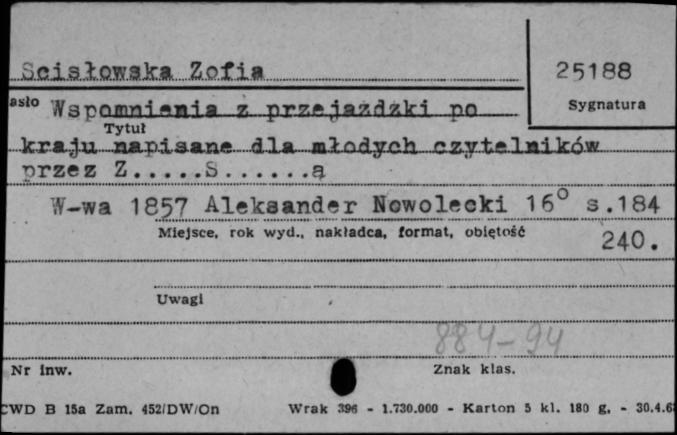 Scisłowska Zofia
25188
asło
Sygnatura
Wspomnienia z przejażdżki po
Tytuł
kraju napisane dla młodych czytelników
przez Z.....S.......ą
W-wa 1857 Aleksander Nowolecki 16° s.184
Miejsce, rok wyd., nakładca, format, objętość
240.
Uwagi
884-94
Nr inw.
Znak klas.
CWD B 15a Zam. 452/DW/On
Wrak 396 - 1.730.000 - Karton 5 kl. 180 g. - 30.4.6